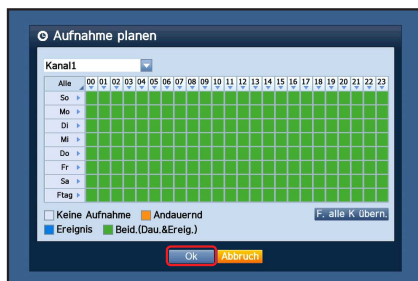 Aufnahme planen
Kanal1
Alle 00 01 02 03 04 05 06 07 08 09 10 11 12 13 14 15 16 17 18 19 20 21 22 23
So
Mo
Di
Mi
Do
Fr
Sa
Ftag
Keine Aufnahme Andauernd F. alle K übern.
Ereignis Beid.(Dau.&Ereig.)
Ok Abbruch